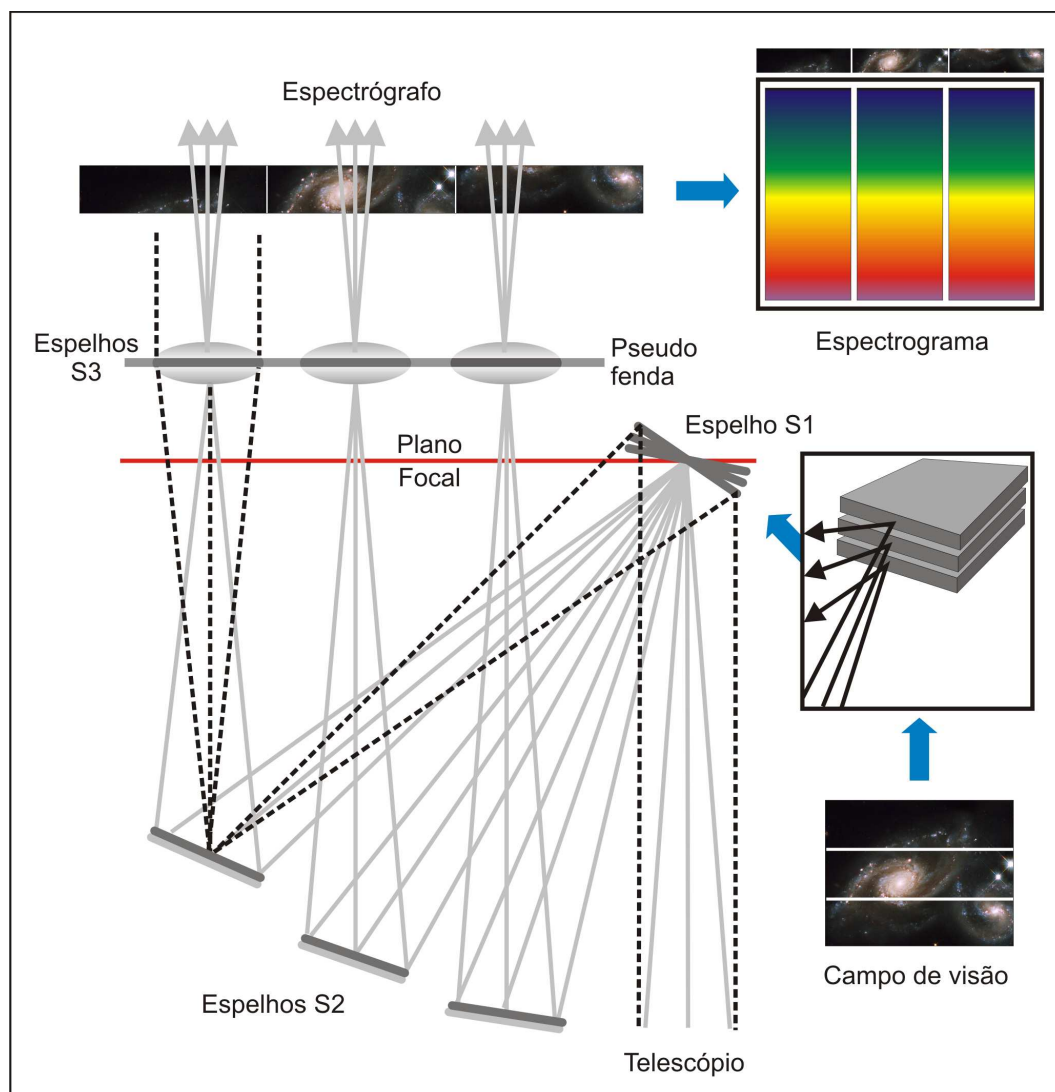 Espectrógrafo
Espectrograma
Espelhos
S3
Pseudo
fenda
Espelho S1
Plano
Focal
Campo de visão
Espelhos S2
Telescópio